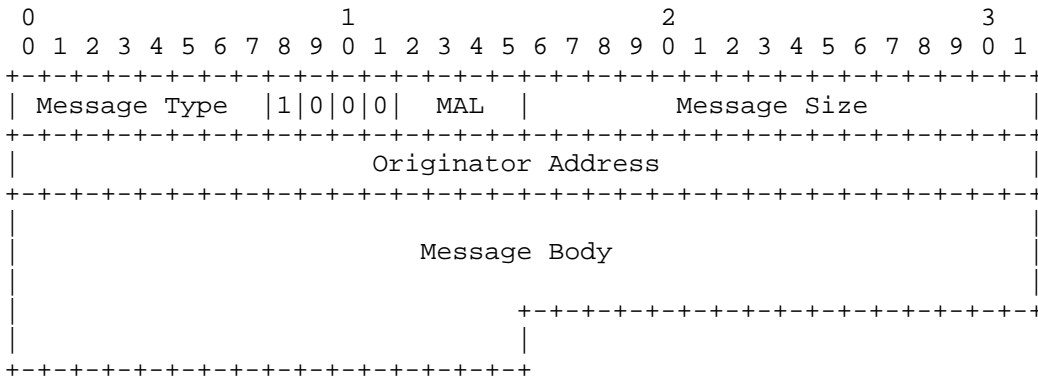 0                   1                   2                   3
 0 1 2 3 4 5 6 7 8 9 0 1 2 3 4 5 6 7 8 9 0 1 2 3 4 5 6 7 8 9 0 1
+-+-+-+-+-+-+-+-+-+-+-+-+-+-+-+-+-+-+-+-+-+-+-+-+-+-+-+-+-+-+-+-+
| Message Type  |1|0|0|0|  MAL  |         Message Size          |
+-+-+-+-+-+-+-+-+-+-+-+-+-+-+-+-+-+-+-+-+-+-+-+-+-+-+-+-+-+-+-+-+
|                      Originator Address                       |
+-+-+-+-+-+-+-+-+-+-+-+-+-+-+-+-+-+-+-+-+-+-+-+-+-+-+-+-+-+-+-+-+
|                                                               |
|                         Message Body                          |
|                                                               |
|                               +-+-+-+-+-+-+-+-+-+-+-+-+-+-+-+-+
|                               |
+-+-+-+-+-+-+-+-+-+-+-+-+-+-+-+-+